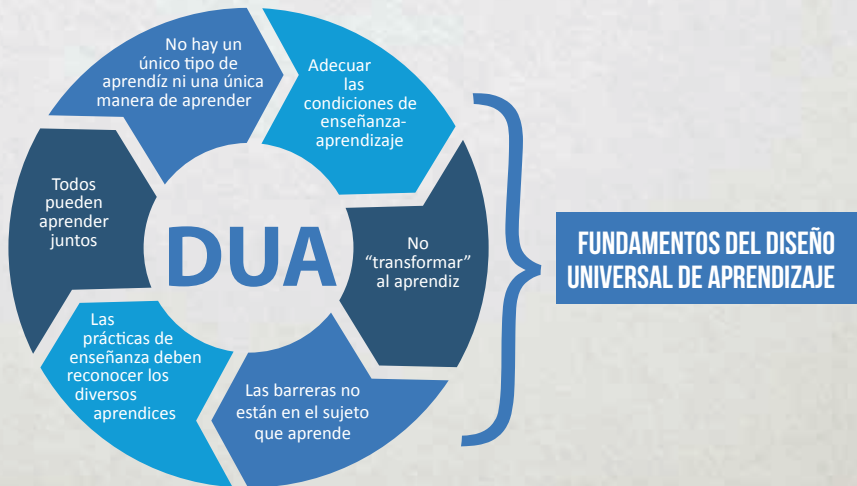 No hay un
único tipo de
aprendíz ni una única
manera de aprender
Adecuar
las
condiciones de
enseñanza-
aprendizaje
No
“transformar”
al aprendiz
Las barreras no
están en el sujeto
que aprende
Las
prácticas de
enseñanza deben
reconocer los
diversos
aprendices
Todos
pueden
aprender
juntos
DUA
FUNDAMENTOS DEL DISEÑO
UNIVERSAL DE APRENDIZAJE